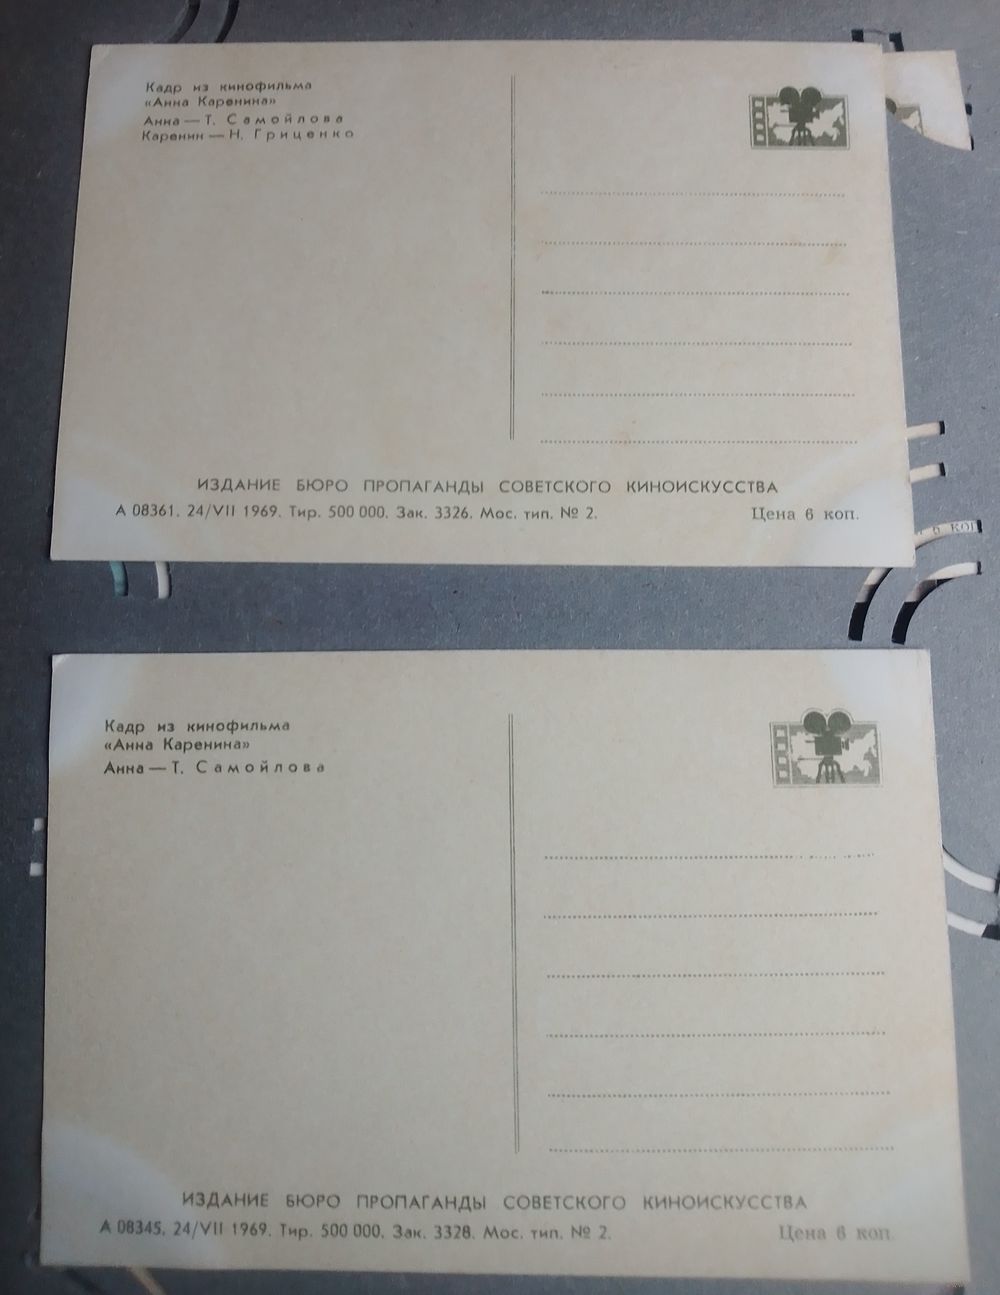 Кадр из кинофильма
«Анна Каренина»
Анна — Т. Самойлова
Каренин — Н. Гриценко
ИЗДАНИЕ БЮРО ПРОПАГАНДЫ СОВЕТСКОГО КИНОИСКУССТВА
А 08361. 24/VII 1969. Тир. 500 000. Зак. 3326. Мос. тип. № 2. Цена 6 коп.
6 коп
Кадр из кинофильма
«Анна Каренина»
Анна — Т. Самойлова
ИЗДАНИЕ БЮРО ПРОПАГАНДЫ СОВЕТСКОГО КИНОИСКУССТВА
А 08345. 24/VII 1969. Тир. 500 000. Зак. 3328. Мос. тип. № 2. Цена 6 коп.